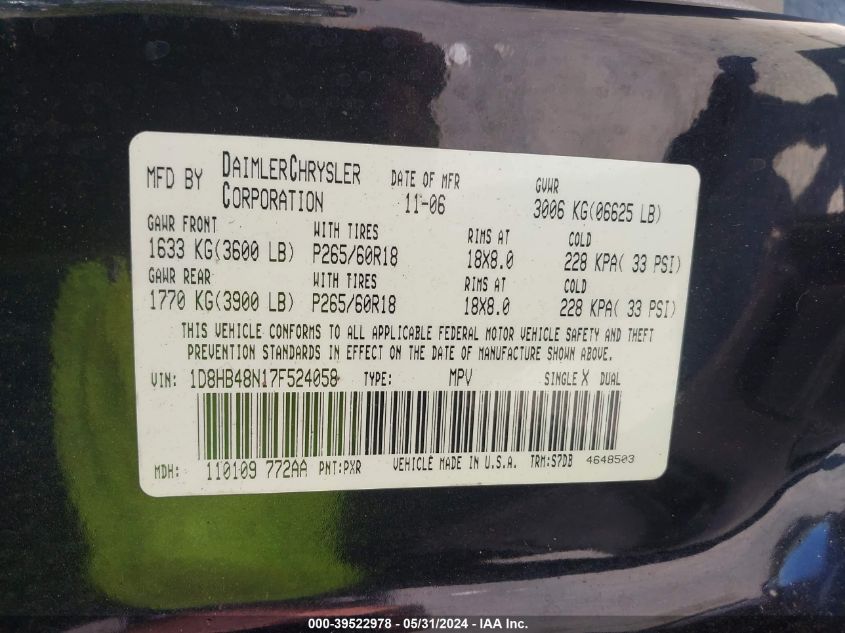 MFD BY DAIMLERCHRYSLER CORPORATION DATE OF MFR 11-06 GVWR 3006 KG(06625 LB)
GAWR FRONT WITH TIRES RIMS AT COLD
1633 KG(3600 LB) P265/60R18 18X8.0 228 KPA( 33 PSI)
GAWR REAR WITH TIRES RIMS AT COLD
1770 KG(3900 LB) P265/60R18 18X8.0 228 KPA( 33 PSI)
THIS VEHICLE CONFORMS TO ALL APPLICABLE FEDERAL MOTOR VEHICLE SAFETY AND THEFT
PREVENTION STANDARDS IN EFFECT ON THE DATE OF MANUFACTURE SHOWN ABOVE.
VIN: 1D8HB48N17F524058 TYPE: MPV SINGLE X DUAL
MDH: 110109 772AA PNT:PXR VEHICLE MADE IN U.S.A. TRM:S7DB 4648503
000-39522978 - 05/31/2024 - IAA Inc.